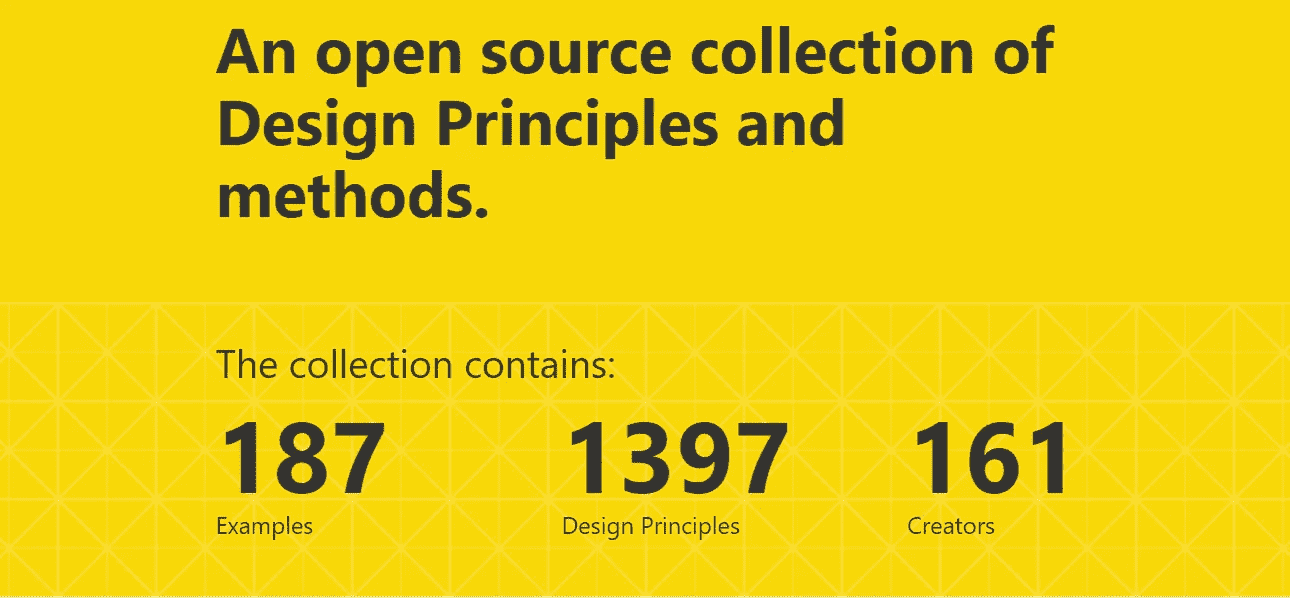 An open source collection of
Design Principles and
methods.
The collection contains:
187 1397 161
Examples Design Principles Creators